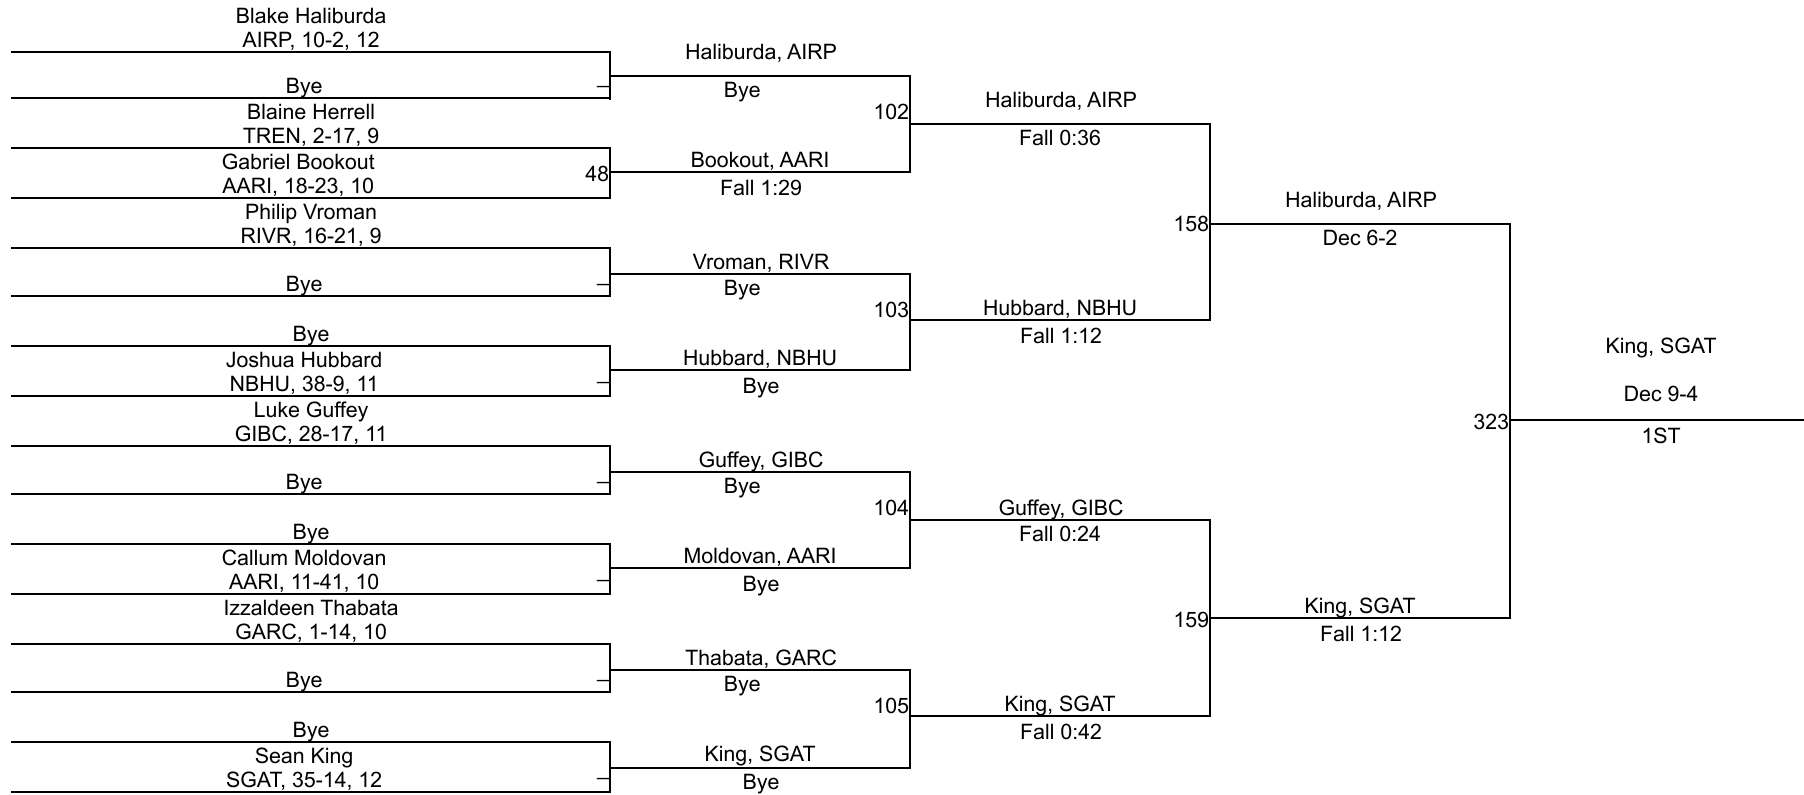 Blake Haliburda
AIRP, 10-2, 12
Bye
Blaine Herrell
TREN, 2-17, 9
Gabriel Bookout
AARI, 18-23, 10
Philip Vroman
RIVR, 16-21, 9
Bye
Bye
Joshua Hubbard
NBHU, 38-9, 11
Luke Guffey
GIBC, 28-17, 11
Bye
Bye
Callum Moldovan
AARI, 11-41, 10
Izzaldeen Thabata
GARC, 1-14, 10
Bye
Bye
Sean King
SGAT, 35-14, 12
48
Haliburda, AIRP
Bye
Bookout, AARI
Fall 1:29
Vroman, RIVR
Bye
Hubbard, NBHU
Bye
Guffey, GIBC
Bye
Moldovan, AARI
Bye
Thabata, GARC
Bye
King, SGAT
Bye
102
103
104
105
Haliburda, AIRP
Fall 0:36
Hubbard, NBHU
Fall 1:12
Guffey, GIBC
Fall 0:24
King, SGAT
Fall 0:42
158
159
Haliburda, AIRP
Dec 6-2
King, SGAT
Fall 1:12
323
King, SGAT
Dec 9-4
1ST